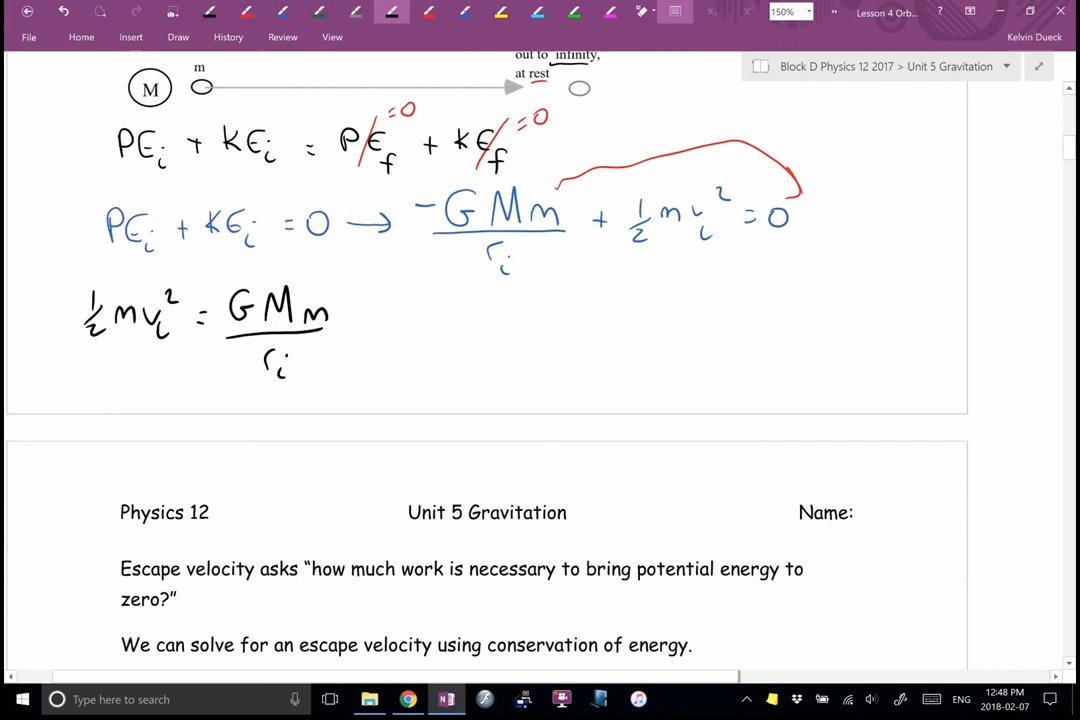 150%
Lesson 4 Orb...
File Home Insert Draw History Review View
Kelvin Dueck
Block D Physics 12 2017 > Unit 5 Gravitation
out to infinity,
at rest
M
m
PEi + KEi = PEf + KEf
=0 =0
PEi + KEi = 0 → -GMm/ri + ½mvi² = 0
½mvi² = GMm/ri
Physics 12 Unit 5 Gravitation Name:
Escape velocity asks “how much work is necessary to bring potential energy to
zero?”
We can solve for an escape velocity using conservation of energy.
Type here to search
ENG
12:48 PM
2018-02-07